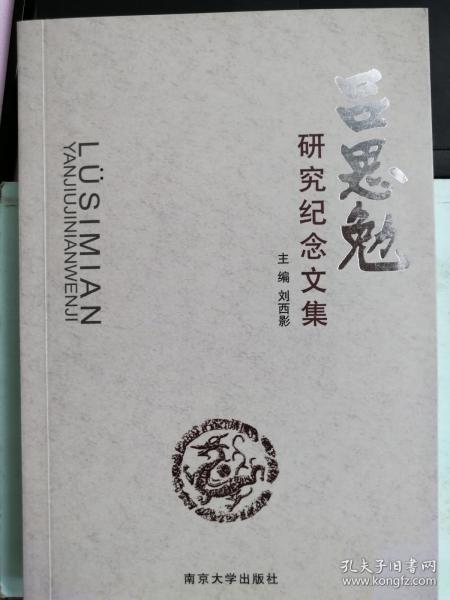 吕思勉
研究纪念文集
主编 刘西影
LÜSIMIAN
YANJIUJINIANWENJI
南京大学出版社
孔夫子旧书网
www.kongfz.com